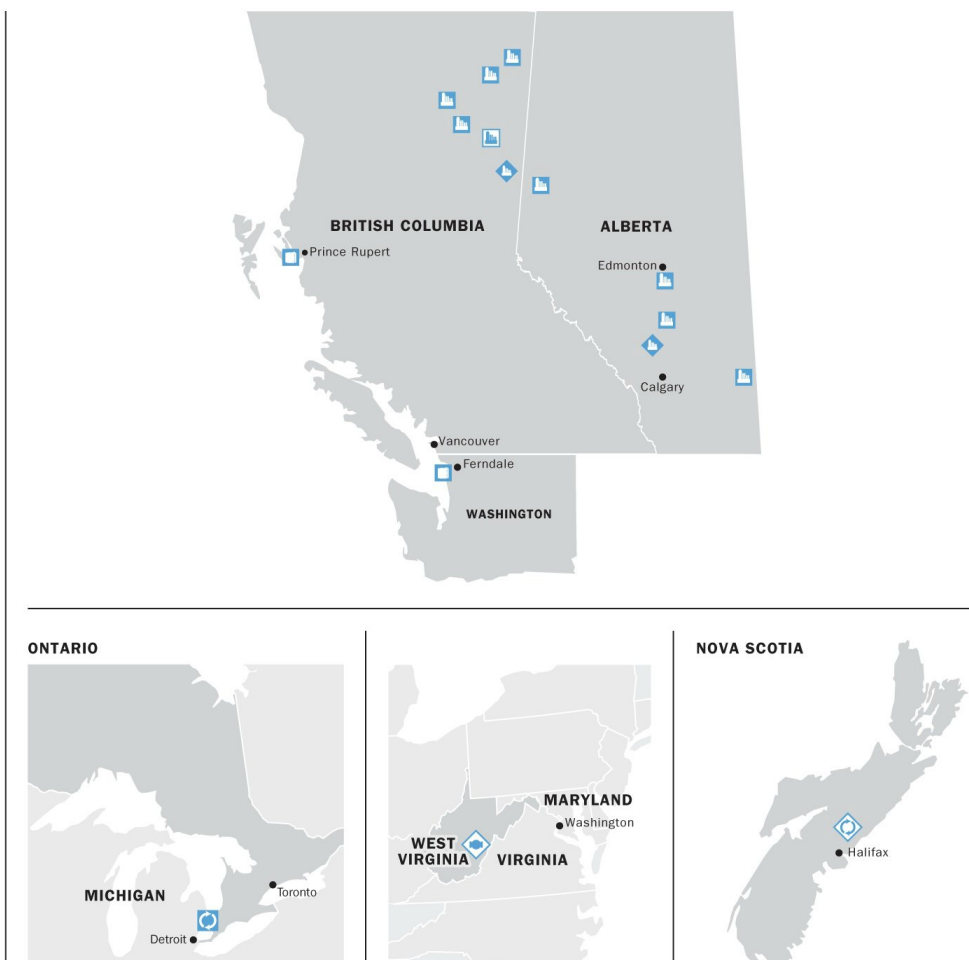 BRITISH COLUMBIA
ALBERTA
Prince Rupert
Edmonton
Calgary
Vancouver
Ferndale
WASHINGTON
ONTARIO
MICHIGAN
Toronto
Detroit
MARYLAND
Washington
WEST
VIRGINIA
VIRGINIA
NOVA SCOTIA
Halifax